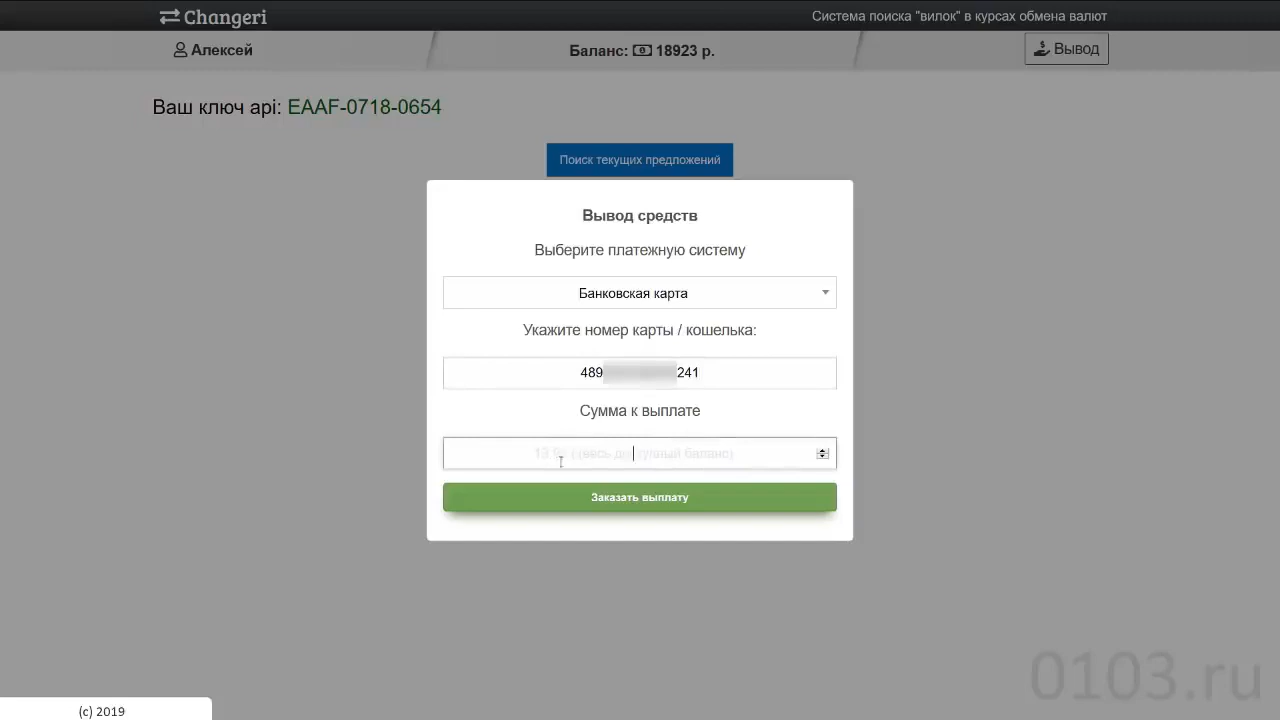 Changeri
Система поиска "вилок" в курсах обмена валют
Алексей
Баланс: 18923 р.
Вывод
Ваш ключ api: EAAF-0718-0654
Поиск текущих предложений
Вывод средств
Выберите платежную систему
Банковская карта
Укажите номер карты / кошелька:
489 241
Сумма к выплате
(весь баланс)
Заказать выплату
0103.ru
(c) 2019